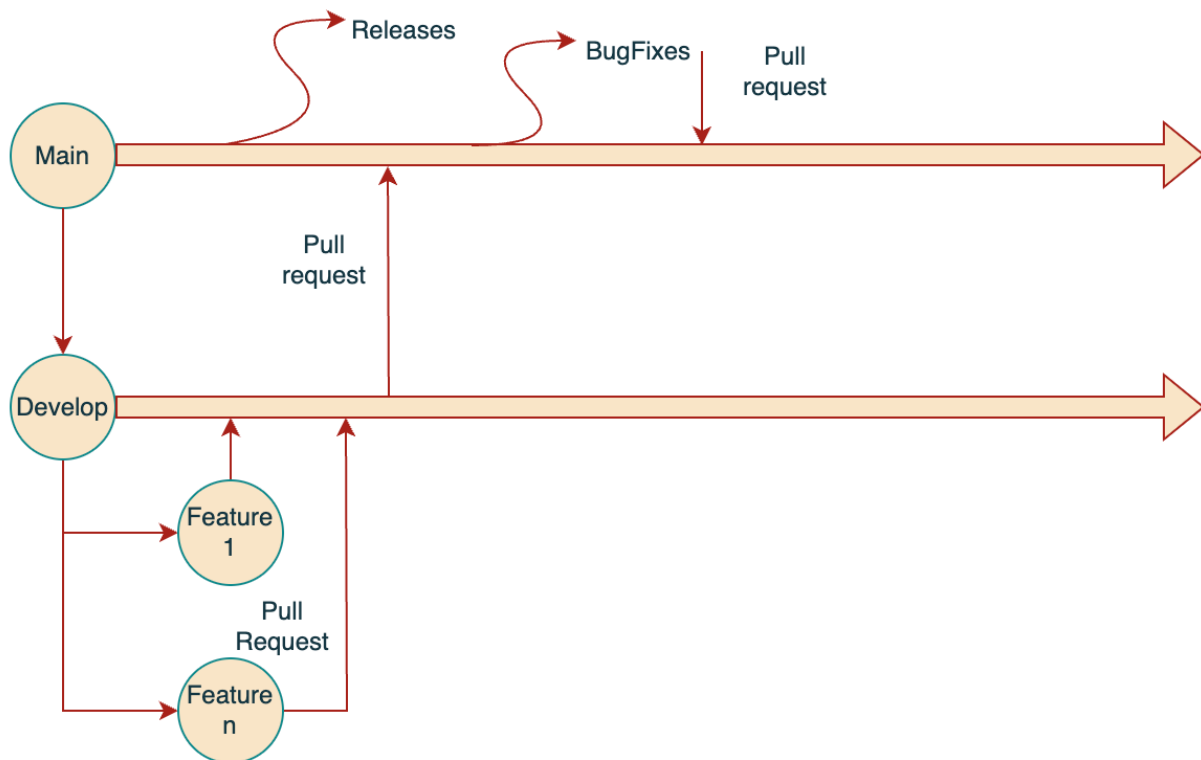 Releases
BugFixes
Pull
request
Main
Pull
request
Develop
Feature
1
Pull
Request
Feature
n